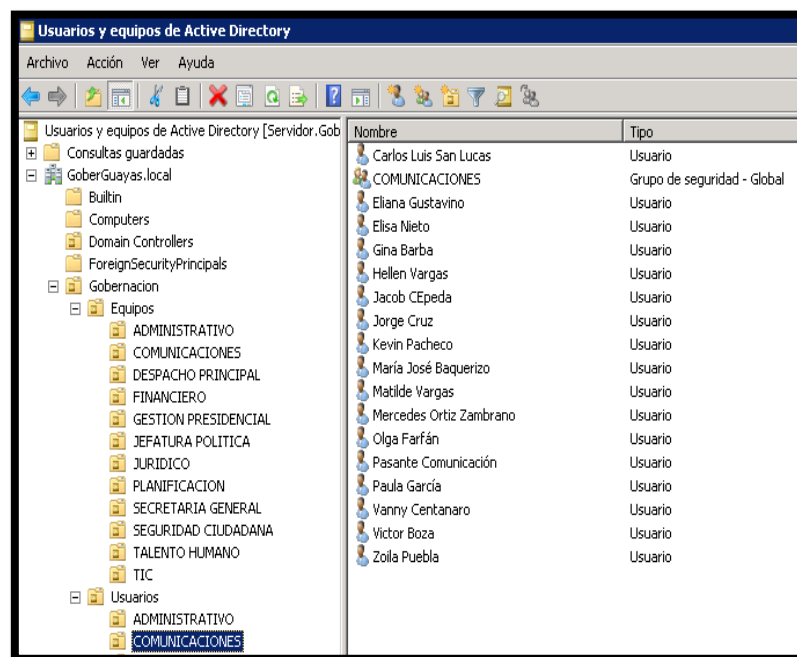 Usuarios y equipos de Active Directory
Archivo Acción Ver Ayuda
Usuarios y equipos de Active Directory [Servidor.Gob
Consultas guardadas
GoberGuayas.local
Builtin
Computers
Domain Controllers
ForeignSecurityPrincipals
Gobernacion
Equipos
ADMINISTRATIVO
COMUNICACIONES
DESPACHO PRINCIPAL
FINANCIERO
GESTION PRESIDENCIAL
JEFATURA POLITICA
JURIDICO
PLANIFICACION
SECRETARIA GENERAL
SEGURIDAD CIUDADANA
TALENTO HUMANO
TIC
Usuarios
ADMINISTRATIVO
COMUNICACIONES
Nombre Tipo
Carlos Luis San Lucas Usuario
COMUNICACIONES Grupo de seguridad - Global
Eliana Gustavino Usuario
Elisa Nieto Usuario
Gina Barba Usuario
Hellen Vargas Usuario
Jacob CEpeda Usuario
Jorge Cruz Usuario
Kevin Pacheco Usuario
María José Baquerizo Usuario
Matilde Vargas Usuario
Mercedes Ortiz Zambrano Usuario
Olga Farfán Usuario
Pasante Comunicación Usuario
Paula García Usuario
Vanny Centanaro Usuario
Victor Boza Usuario
Zoila Puebla Usuario